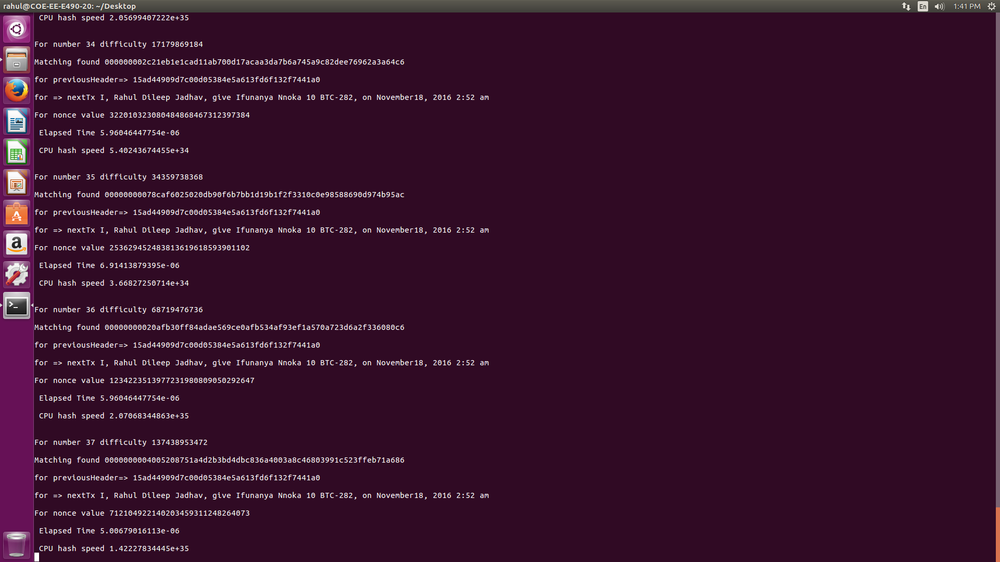 rahul@COE-EE-E490-20: ~/Desktop
En
1:41 PM
CPU hash speed 2.05699407222e+35
For number 34 difficulty 17179869184
Matching found 000000002c21eb1e1cad11ab700d17acaa3da7b6a745a9c82dee76962a3a64c6
for previousHeader=> 15ad44909d7c00d05384e5a613fd6f132f7441a0
for => nextTx I, Rahul Dileep Jadhav, give Ifunanya Nnoka 10 BTC-282, on November18, 2016 2:52 am
For nonce value 322010323080484868467312397384
Elapsed Time 5.96046447754e-06
CPU hash speed 5.40243674455e+34
For number 35 difficulty 34359738368
Matching found 00000000078caf6025020db90f6b7bb1d19b1f2f3310c0e98588690d974b95ac
for previousHeader=> 15ad44909d7c00d05384e5a613fd6f132f7441a0
for => nextTx I, Rahul Dileep Jadhav, give Ifunanya Nnoka 10 BTC-282, on November18, 2016 2:52 am
For nonce value 253629452483813619618593901102
Elapsed Time 6.91413879395e-06
CPU hash speed 3.66827250714e+34
For number 36 difficulty 68719476736
Matching found 00000000020afb30ff84adae569ce0afb534af93ef1a570a723d6a2f336080c6
for previousHeader=> 15ad44909d7c00d05384e5a613fd6f132f7441a0
for => nextTx I, Rahul Dileep Jadhav, give Ifunanya Nnoka 10 BTC-282, on November18, 2016 2:52 am
For nonce value 1234223513977231980809050292647
Elapsed Time 5.96046447754e-06
CPU hash speed 2.07068344863e+35
For number 37 difficulty 137438953472
Matching found 0000000004005208751a4d2b3bd4dbc836a4003a8c46803991c523ffeb71a686
for previousHeader=> 15ad44909d7c00d05384e5a613fd6f132f7441a0
for => nextTx I, Rahul Dileep Jadhav, give Ifunanya Nnoka 10 BTC-282, on November18, 2016 2:52 am
For nonce value 712104922140203459311248264073
Elapsed Time 5.00679016113e-06
CPU hash speed 1.42227834445e+35